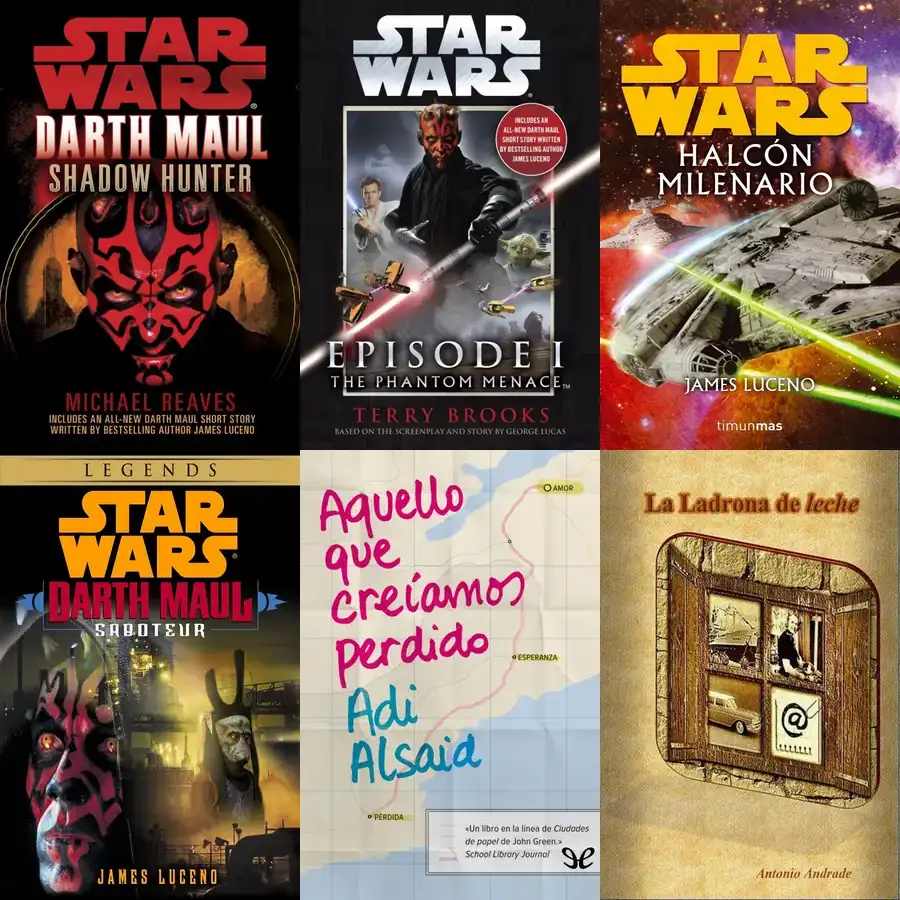 STAR
WARS®
DARTH MAUL
SHADOW HUNTER
MICHAEL REAVES
INCLUDES AN ALL-NEW DARTH MAUL SHORT STORY
WRITTEN BY BESTSELLING AUTHOR JAMES LUCENO
STAR
WARS®
INCLUDES AN
ALL-NEW DARTH MAUL
SHORT STORY WRITTEN
BY BESTSELLING AUTHOR
JAMES LUCENO
EPISODE I
THE PHANTOM MENACE™
TERRY BROOKS
BASED ON THE SCREENPLAY AND STORY BY GEORGE LUCAS
STAR
WARS
HALCÓN
MILENARIO
JAMES LUCENO
timunmas
LEGENDS
STAR
WARS®
DARTH MAUL
SABOTEUR
JAMES LUCENO
Aquello
que
creíamos
perdido
Adi
Alsaid
AMOR
ESPERANZA
PÉRDIDA
«Un libro en la línea de Ciudades
de papel de John Green.»
School Library Journal
La Ladrona de leche
@
Antonio Andrade